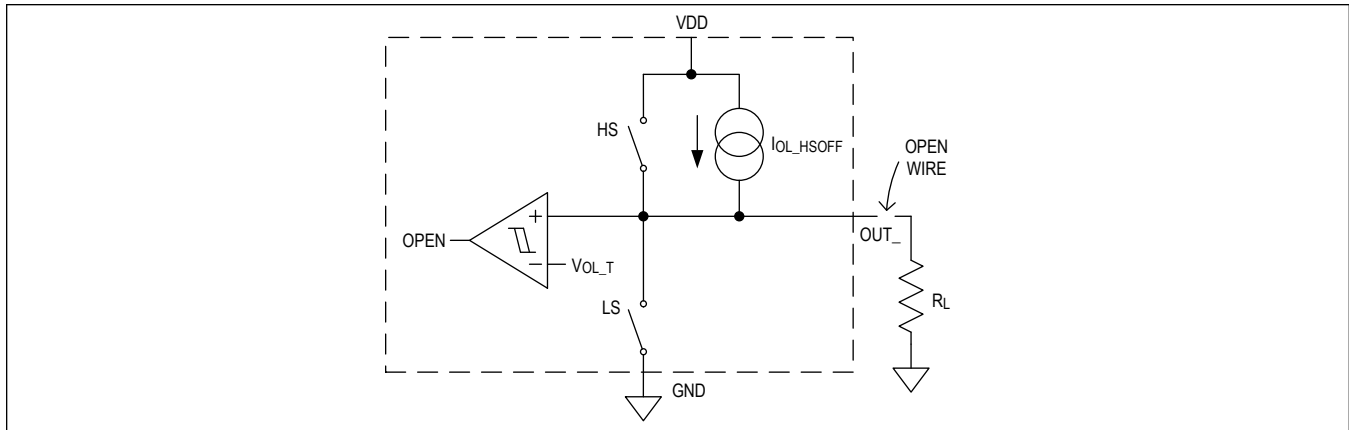 VDD
HS
IOL_HSOFF
OPEN
WIRE
OPEN
VOL_T
OUT_
LS
RL
GND